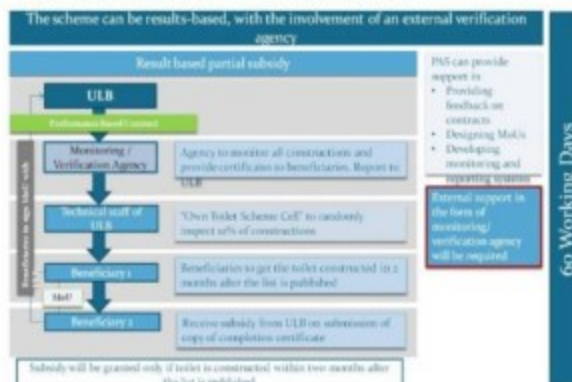 The scheme can be results-based, with the involvement of an external verification
agency
Result based partial subsidy
ULB
Performance Based Contract
Monitoring /
Verification Agency
Agency to monitor all constructions and
provide certificates to beneficiaries. Report to
ULB
Technical staff of
ULB
"Own Toilet Scheme Cell" to randomly
inspect 10% of constructions
Beneficiary 1
Beneficiaries to get the toilet constructed in 2
months after the list is published
MoU
Beneficiary 2
Receive subsidy from ULB on submission of
copy of completion certificate
Beneficiaries to sign MoU with
Subsidy will be granted only if toilet is constructed within two months after
the list is published
PAS can provide
support in
• Providing
feedback on
contracts
• Designing MoUs
• Developing
monitoring and
reporting systems
External support in
the form of
monitoring/
verification agency
will be required
60 Working Days